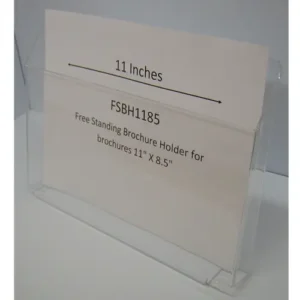 11 Inches
FSBH1185
Free Standing Brochure Holder for
brochures 11" X 8.5"